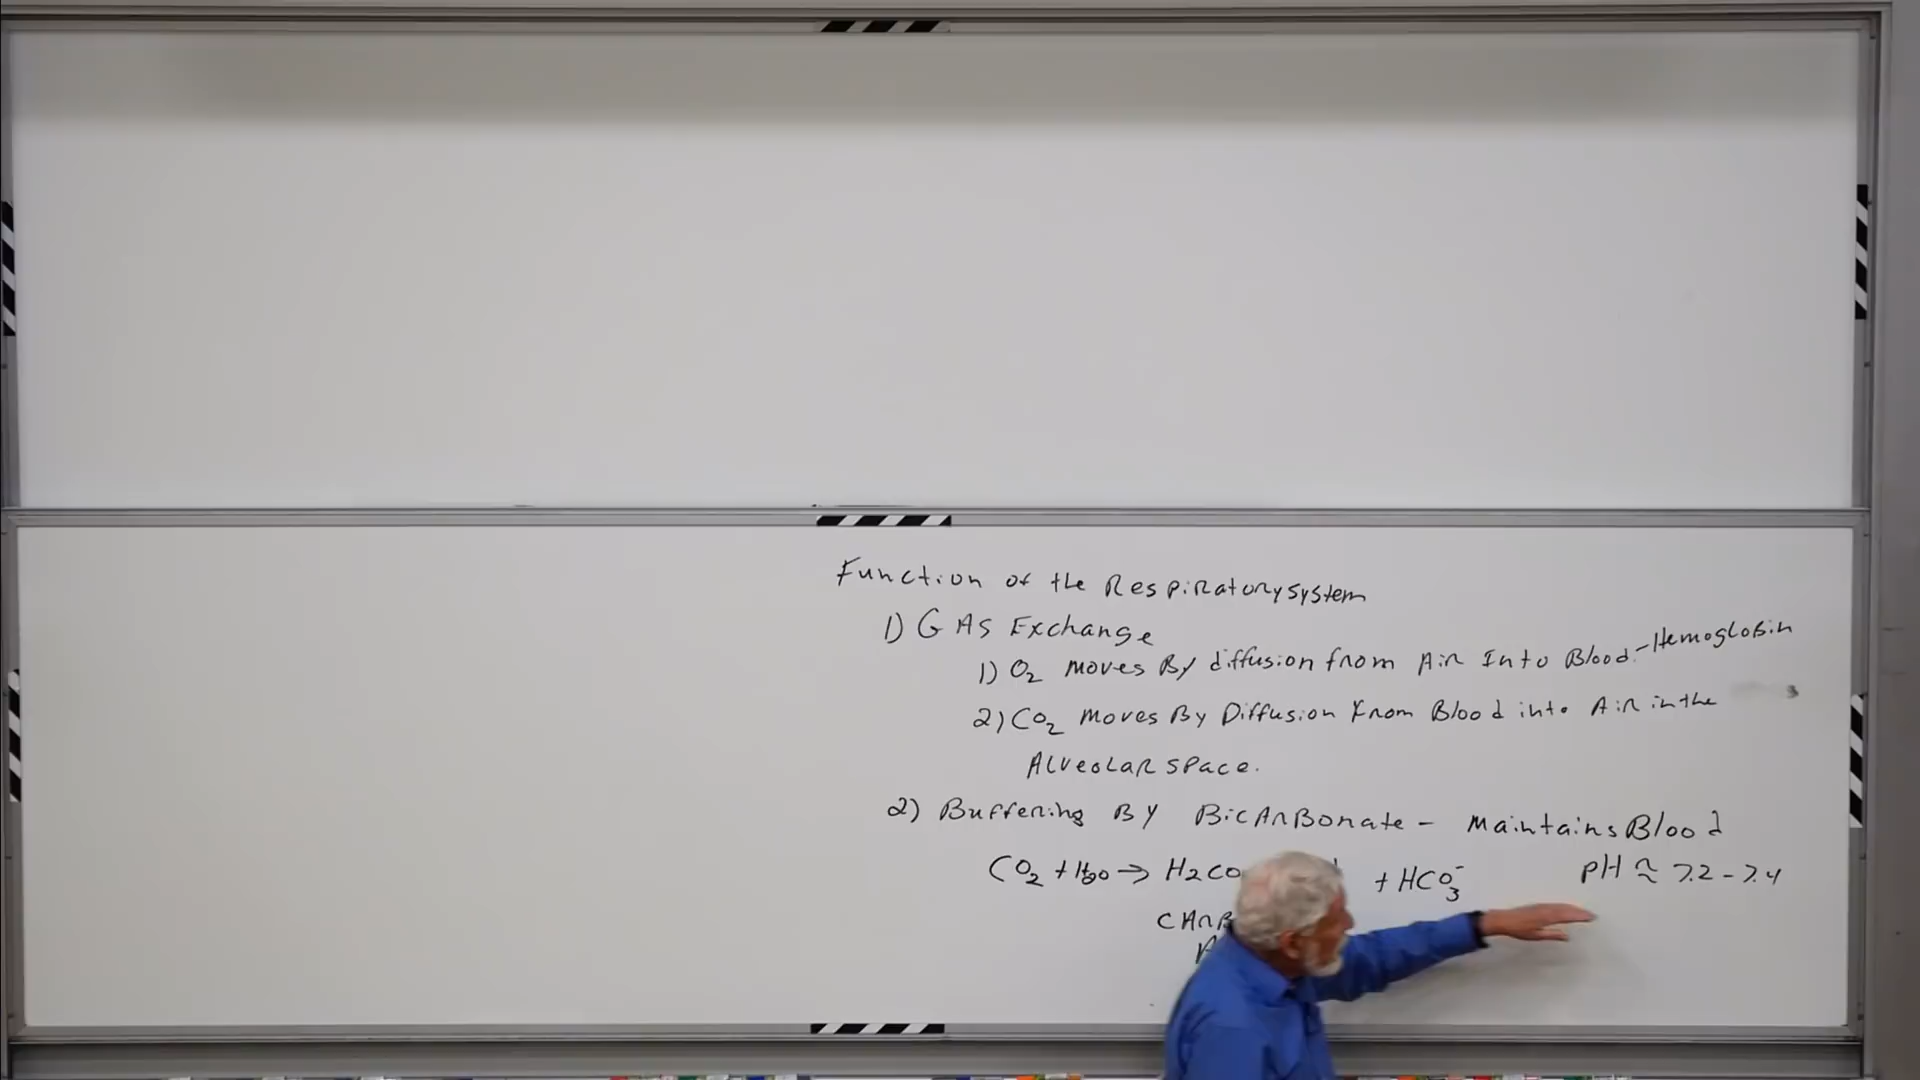 Function of the Respiratory system
1) GAS Exchange
1) O2 moves By diffusion from Air Into Blood - Hemoglobin
2) CO2 moves By Diffusion From Blood into Air in the
Alveolar space.
2) Buffering By BicArBonate - maintains Blood
CO2 + H2O → H2CO + HCO3- pH ≈ 7.2 - 7.4